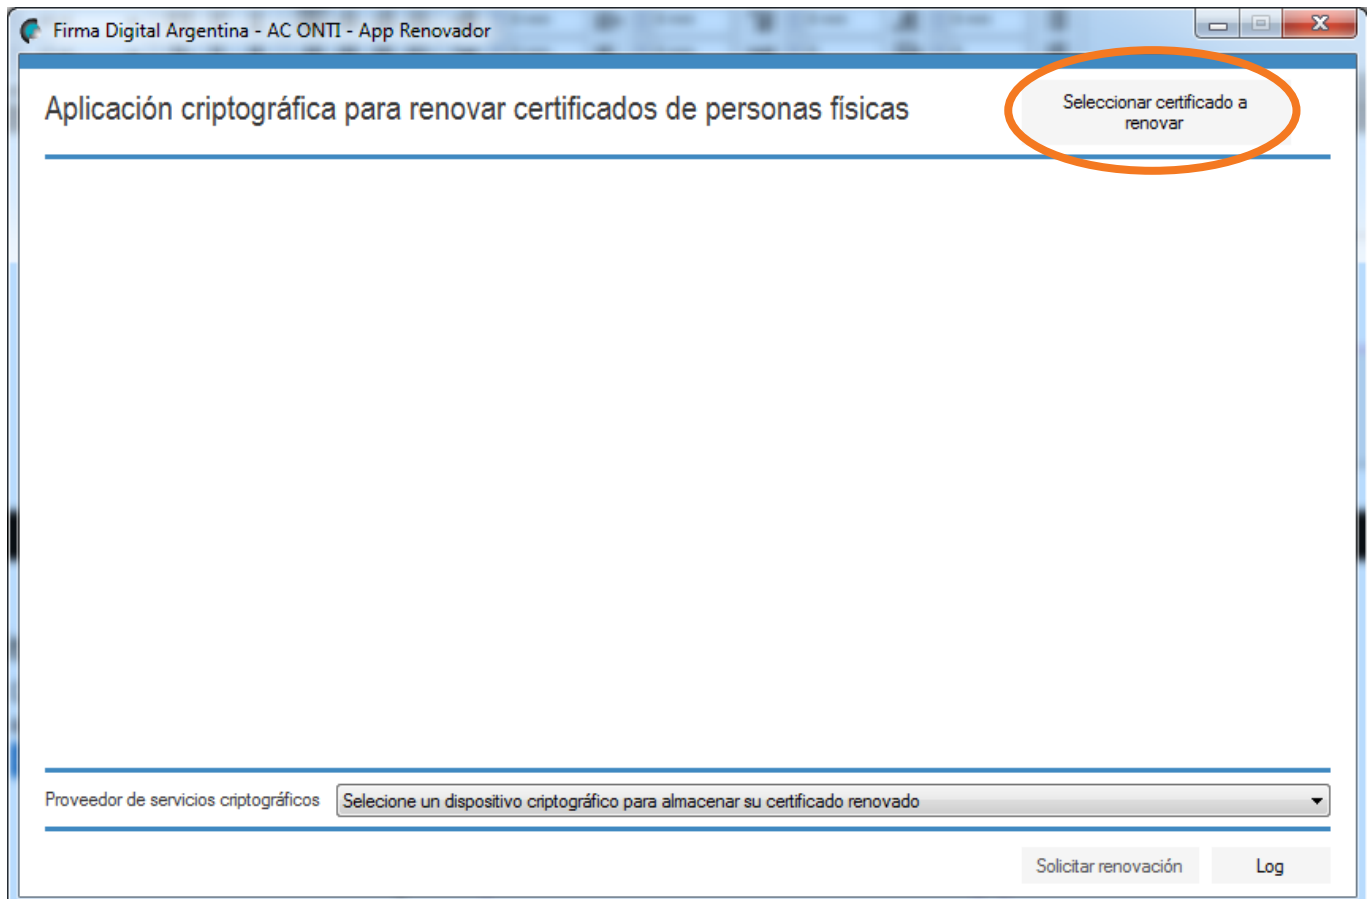 Firma Digital Argentina - AC ONTI - App Renovador
Aplicación criptográfica para renovar certificados de personas físicas
Seleccionar certificado a
renovar
Proveedor de servicios criptográficos
Selecione un dispositivo criptográfico para almacenar su certificado renovado
Solicitar renovación
Log